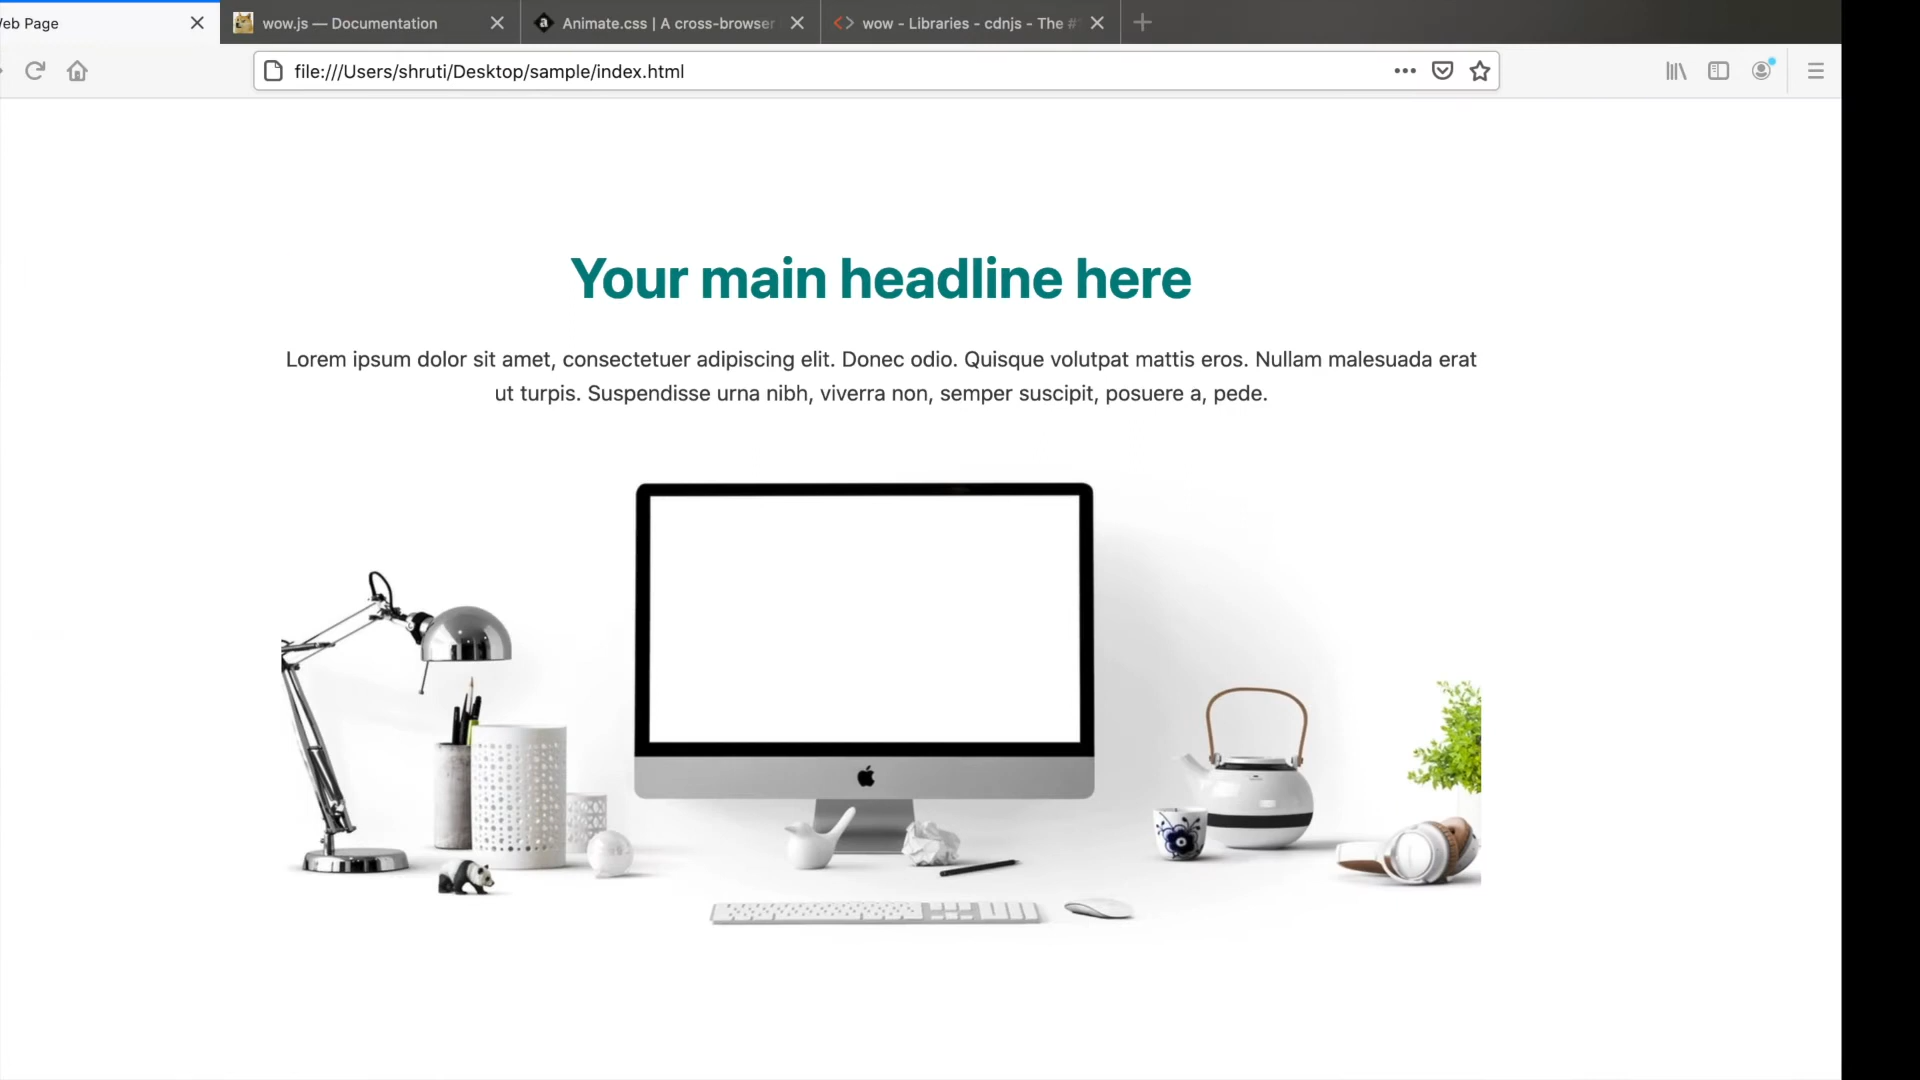 eb Page
wow.js — Documentation
Animate.css | A cross-browser
wow - Libraries - cdnjs - The #
file:///Users/shruti/Desktop/sample/index.html
Your main headline here
Lorem ipsum dolor sit amet, consectetuer adipiscing elit. Donec odio. Quisque volutpat mattis eros. Nullam malesuada erat
ut turpis. Suspendisse urna nibh, viverra non, semper suscipit, posuere a, pede.